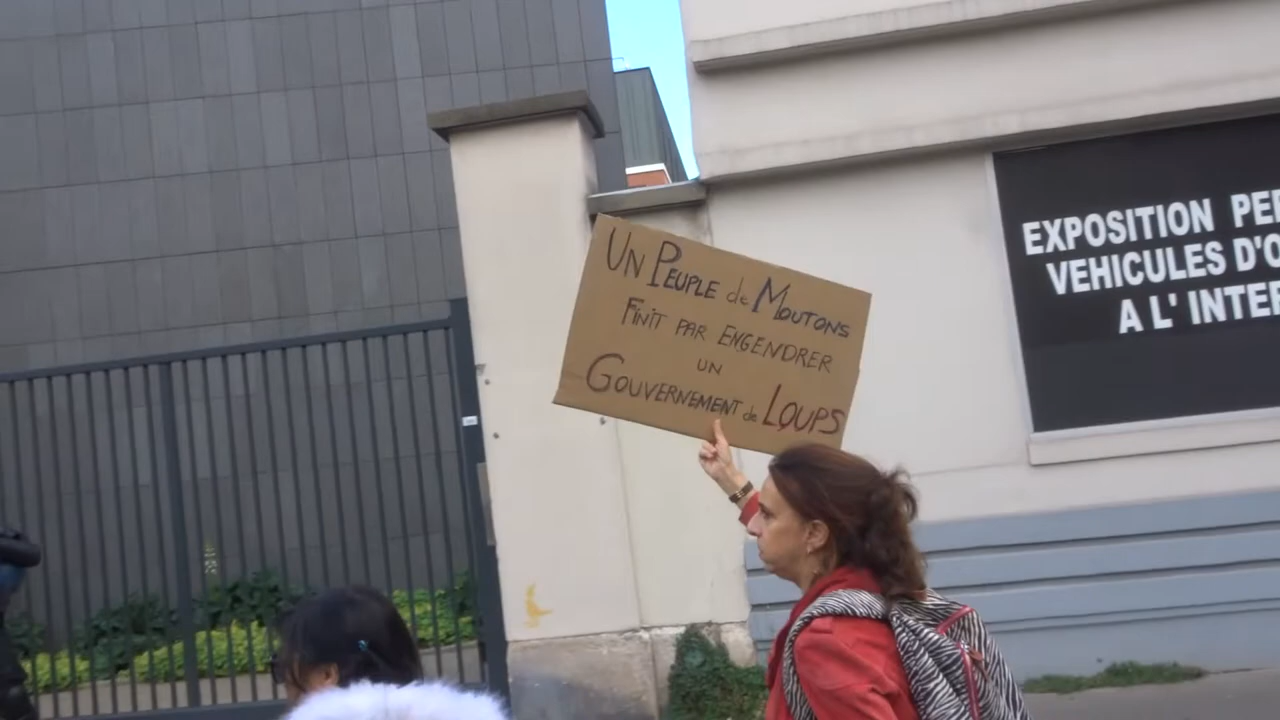 Un Peuple de Moutons
Finit par engendrer
un
Gouvernement de Loups
EXPOSITION PE
VEHICULES D'O
A L' INTE